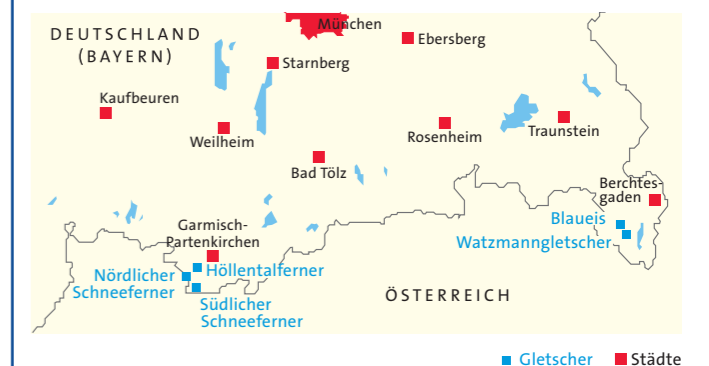 München
DEUTSCHLAND
(BAYERN)
Ebersberg
Starnberg
Kaufbeuren
Weilheim
Rosenheim
Traunstein
Bad Tölz
Berchtes-
gaden
Blaueis
Watzmanngletscher
Garmisch-
Partenkirchen
Höllentalferner
Nördlicher
Schneeferner
Südlicher
Schneeferner
ÖSTERREICH
Gletscher
Städte